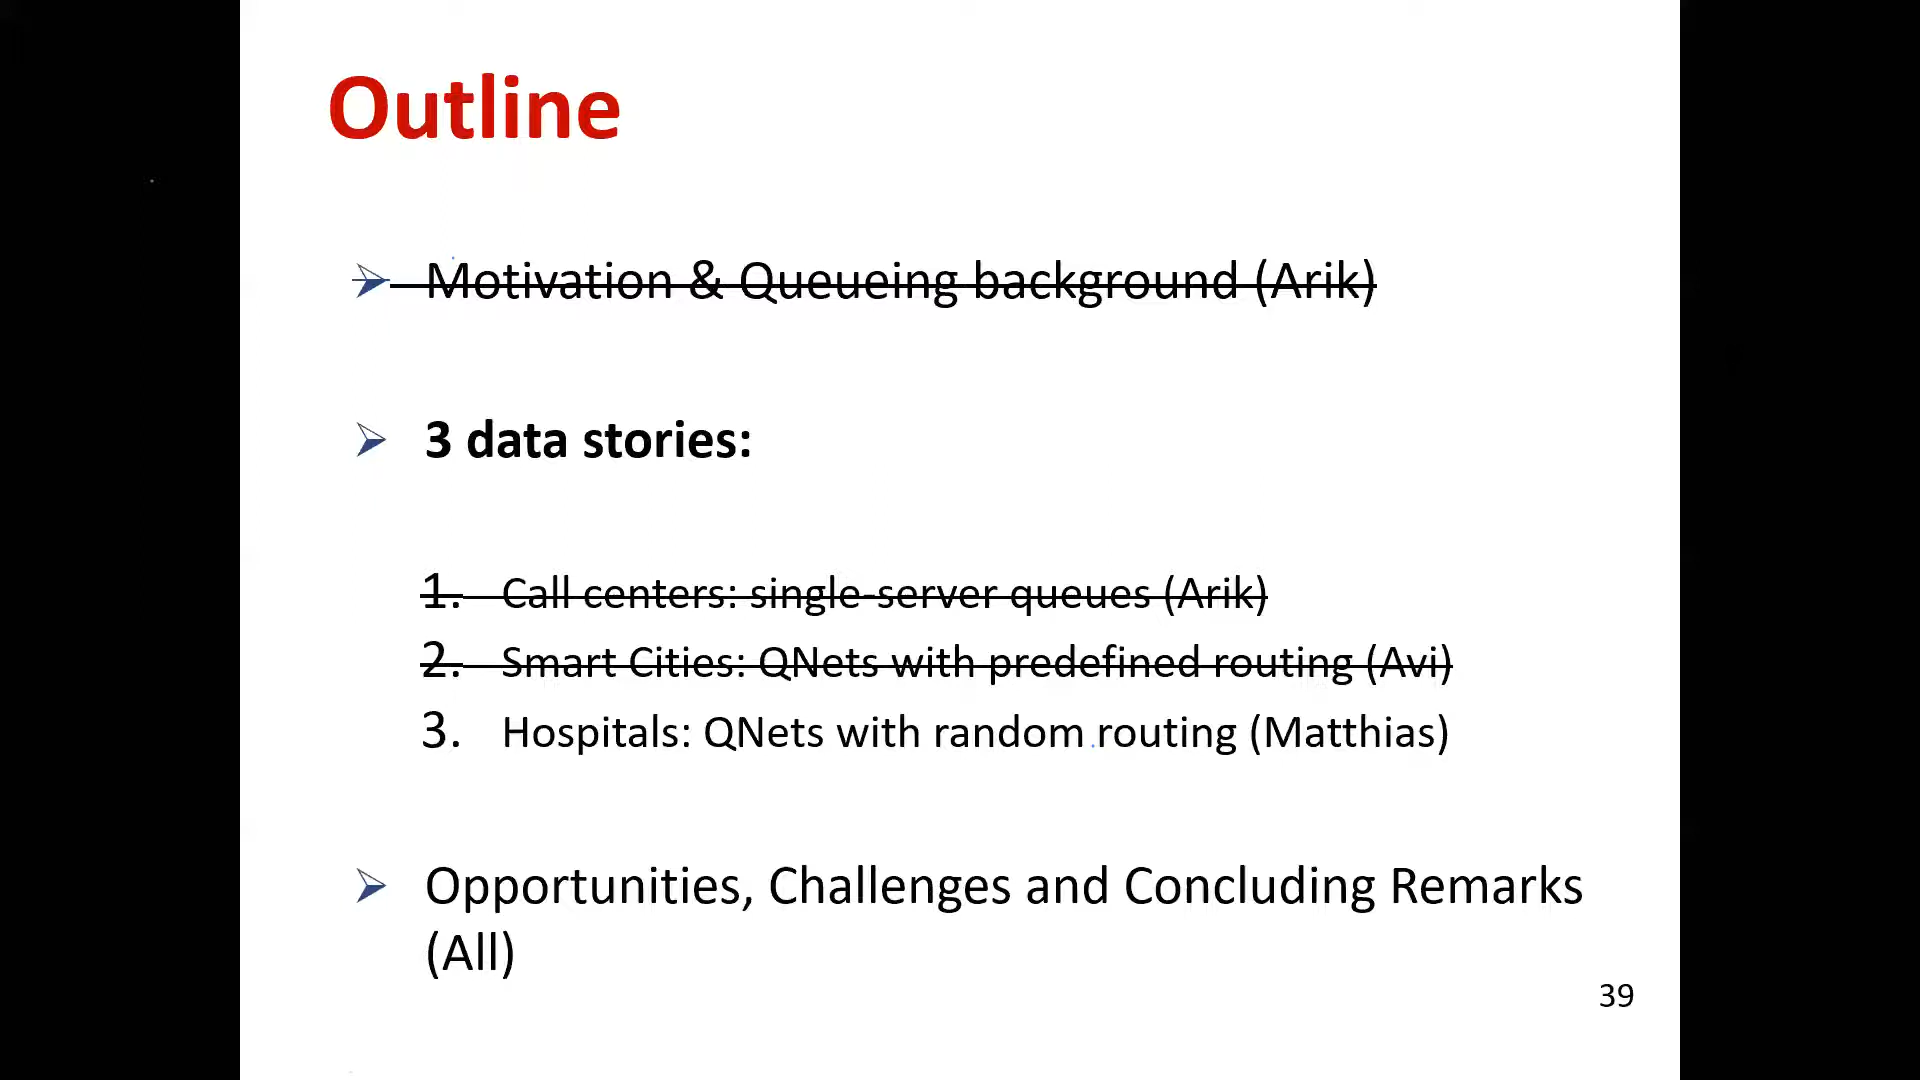 Outline
Motivation & Queueing background (Arik)
3 data stories:
1. Call centers: single-server queues (Arik)
2. Smart Cities: QNets with predefined routing (Avi)
3. Hospitals: QNets with random routing (Matthias)
Opportunities, Challenges and Concluding Remarks
(All)
39